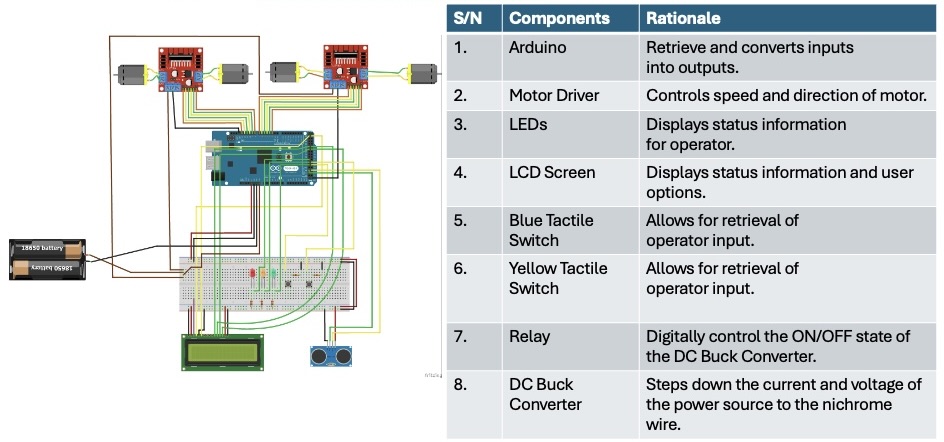 18650 battery
18650 battery
S/N Components Rationale
1. Arduino Retrieve and converts inputs
into outputs.
2. Motor Driver Controls speed and direction of motor.
3. LEDs Displays status information
for operator.
4. LCD Screen Displays status information and user
options.
5. Blue Tactile Allows for retrieval of
Switch operator input.
6. Yellow Tactile Allows for retrieval of
Switch operator input.
7. Relay Digitally control the ON/OFF state of
the DC Buck Converter.
8. DC Buck Steps down the current and voltage of
Converter the power source to the nichrome
wire.